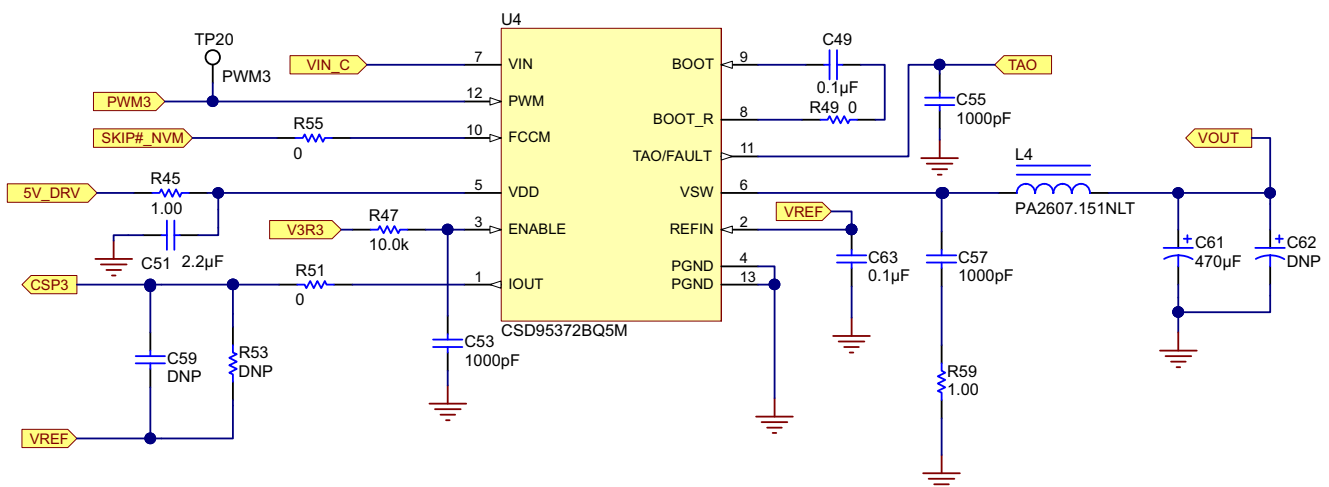 U4
TP20
PWM3
VIN_C
7
VIN
PWM3
12
PWM
SKIP#_NVM
R55
0
10
FCCM
5V_DRV
R45
1.00
5
VDD
C51
2.2µF
V3R3
R47
10.0k
3
ENABLE
CSP3
R51
0
1
IOUT
C59
DNP
R53
DNP
VREF
C53
1000pF
CSD95372BQ5M
BOOT
9
C49
0.1µF
BOOT_R
8
R49 0
TAO/FAULT
11
TAO
C55
1000pF
VSW
6
REFIN
2
VREF
C63
0.1µF
PGND
4
PGND
13
C57
1000pF
R59
1.00
L4
PA2607.151NLT
VOUT
+
C61
470µF
+
C62
DNP